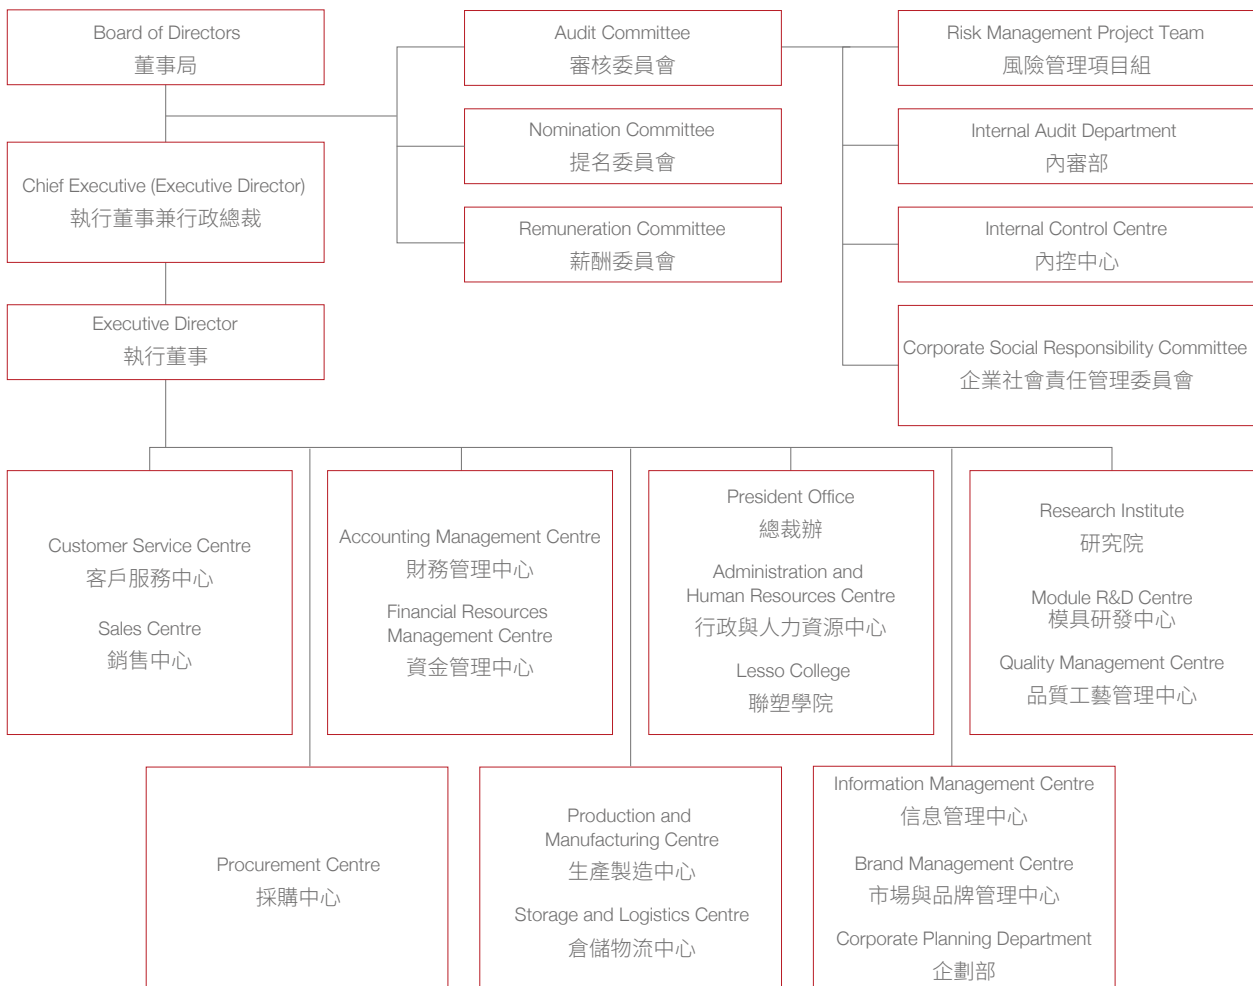 Board of Directors
董事局
Audit Committee
審核委員會
Risk Management Project Team
風險管理項目組
Nomination Committee
提名委員會
Internal Audit Department
內審部
Chief Executive (Executive Director)
執行董事兼行政總裁
Remuneration Committee
薪酬委員會
Internal Control Centre
內控中心
Executive Director
執行董事
Corporate Social Responsibility Committee
企業社會責任管理委員會
Customer Service Centre
客戶服務中心
Sales Centre
銷售中心
Accounting Management Centre
財務管理中心
Financial Resources
Management Centre
資金管理中心
President Office
總裁辦
Administration and
Human Resources Centre
行政與人力資源中心
Lesso College
聯塑學院
Research Institute
研究院
Module R&D Centre
模具研發中心
Quality Management Centre
品質工藝管理中心
Procurement Centre
採購中心
Production and
Manufacturing Centre
生產製造中心
Storage and Logistics Centre
倉儲物流中心
Information Management Centre
信息管理中心
Brand Management Centre
市場與品牌管理中心
Corporate Planning Department
企劃部